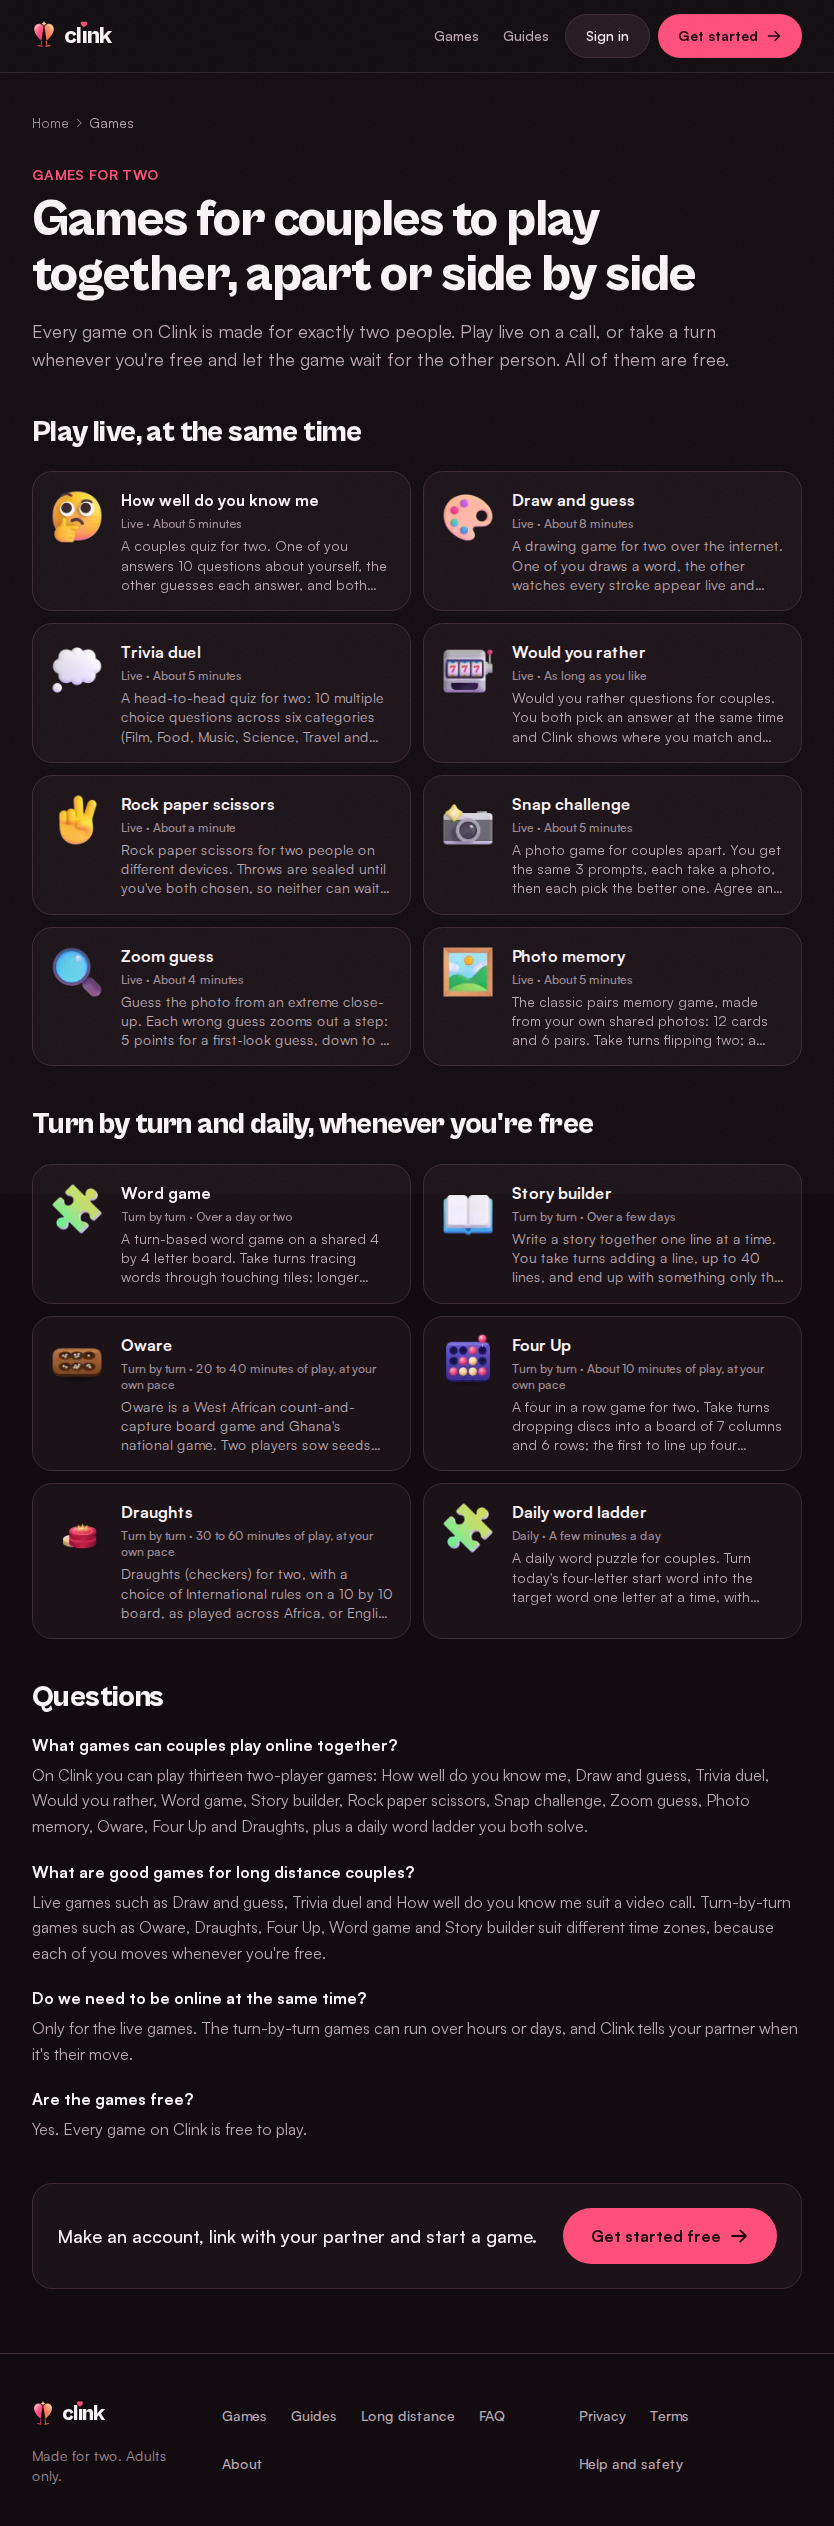 clink
Games
Guides
Sign in
Get started →
Home > Games
GAMES FOR TWO
Games for couples to play
together, apart or side by side
Every game on Clink is made for exactly two people. Play live on a call, or take a turn
whenever you're free and let the game wait for the other person. All of them are free.
Play live, at the same time
How well do you know me
Live · About 5 minutes
A couples quiz for two. One of you
answers 10 questions about yourself, the
other guesses each answer, and both…
Draw and guess
Live · About 8 minutes
A drawing game for two over the internet.
One of you draws a word, the other
watches every stroke appear live and…
Trivia duel
Live · About 5 minutes
A head-to-head quiz for two: 10 multiple
choice questions across six categories
(Film, Food, Music, Science, Travel and…
Would you rather
Live · As long as you like
Would you rather questions for couples.
You both pick an answer at the same time
and Clink shows where you match and…
Rock paper scissors
Live · About a minute
Rock paper scissors for two people on
different devices. Throws are sealed until
you've both chosen, so neither can wait…
Snap challenge
Live · About 5 minutes
A photo game for couples apart. You get
the same 3 prompts, each take a photo,
then each pick the better one. Agree an…
Zoom guess
Live · About 4 minutes
Guess the photo from an extreme close-
up. Each wrong guess zooms out a step:
5 points for a first-look guess, down to …
Photo memory
Live · About 5 minutes
The classic pairs memory game, made
from your own shared photos: 12 cards
and 6 pairs. Take turns flipping two; a…
Turn by turn and daily, whenever you're free
Word game
Turn by turn · Over a day or two
A turn-based word game on a shared 4
by 4 letter board. Take turns tracing
words through touching tiles; longer…
Story builder
Turn by turn · Over a few days
Write a story together one line at a time.
You take turns adding a line, up to 40
lines, and end up with something only th…
Oware
Turn by turn · 20 to 40 minutes of play, at your
own pace
Oware is a West African count-and-
capture board game and Ghana's
national game. Two players sow seeds…
Four Up
Turn by turn · About 10 minutes of play, at your
own pace
A four in a row game for two. Take turns
dropping discs into a board of 7 columns
and 6 rows; the first to line up four…
Draughts
Turn by turn · 30 to 60 minutes of play, at your
own pace
Draughts (checkers) for two, with a
choice of International rules on a 10 by 10
board, as played across Africa, or Engli…
Daily word ladder
Daily · A few minutes a day
A daily word puzzle for couples. Turn
today's four-letter start word into the
target word one letter at a time, with…
Questions
What games can couples play online together?
On Clink you can play thirteen two-player games: How well do you know me, Draw and guess, Trivia duel,
Would you rather, Word game, Story builder, Rock paper scissors, Snap challenge, Zoom guess, Photo
memory, Oware, Four Up and Draughts, plus a daily word ladder you both solve.
What are good games for long distance couples?
Live games such as Draw and guess, Trivia duel and How well do you know me suit a video call. Turn-by-turn
games such as Oware, Draughts, Four Up, Word game and Story builder suit different time zones, because
each of you moves whenever you're free.
Do we need to be online at the same time?
Only for the live games. The turn-by-turn games can run over hours or days, and Clink tells your partner when
it's their move.
Are the games free?
Yes. Every game on Clink is free to play.
Make an account, link with your partner and start a game.
Get started free →
clink
Made for two. Adults
only.
Games
Guides
Long distance
FAQ
About
Privacy
Terms
Help and safety